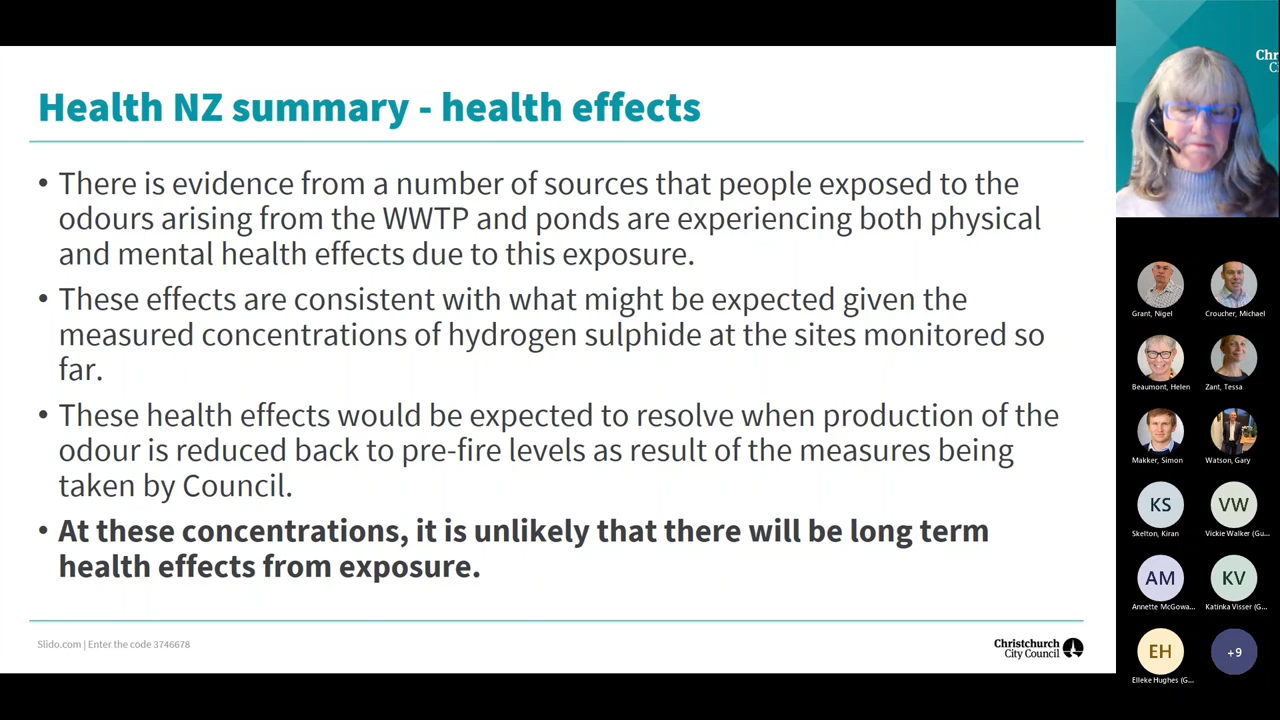 Health NZ summary - health effects
• There is evidence from a number of sources that people exposed to the
odours arising from the WWTP and ponds are experiencing both physical
and mental health effects due to this exposure.
• These effects are consistent with what might be expected given the
measured concentrations of hydrogen sulphide at the sites monitored so
far.
• These health effects would be expected to resolve when production of the
odour is reduced back to pre-fire levels as result of the measures being
taken by Council.
• At these concentrations, it is unlikely that there will be long term
health effects from exposure.
Slido.com | Enter the code 3746678
Christchurch
City Council
Chr
Ci
Grant, Nigel
Croucher, Michael
Beaumont, Helen
Zant, Tessa
Makker, Simon
Watson, Gary
KS
VW
Skelton, Kiran
Vickie Walker (Gu...
AM
KV
Annette McGowa...
Katinka Visser (G...
EH
+9
Elleke Hughes (G...